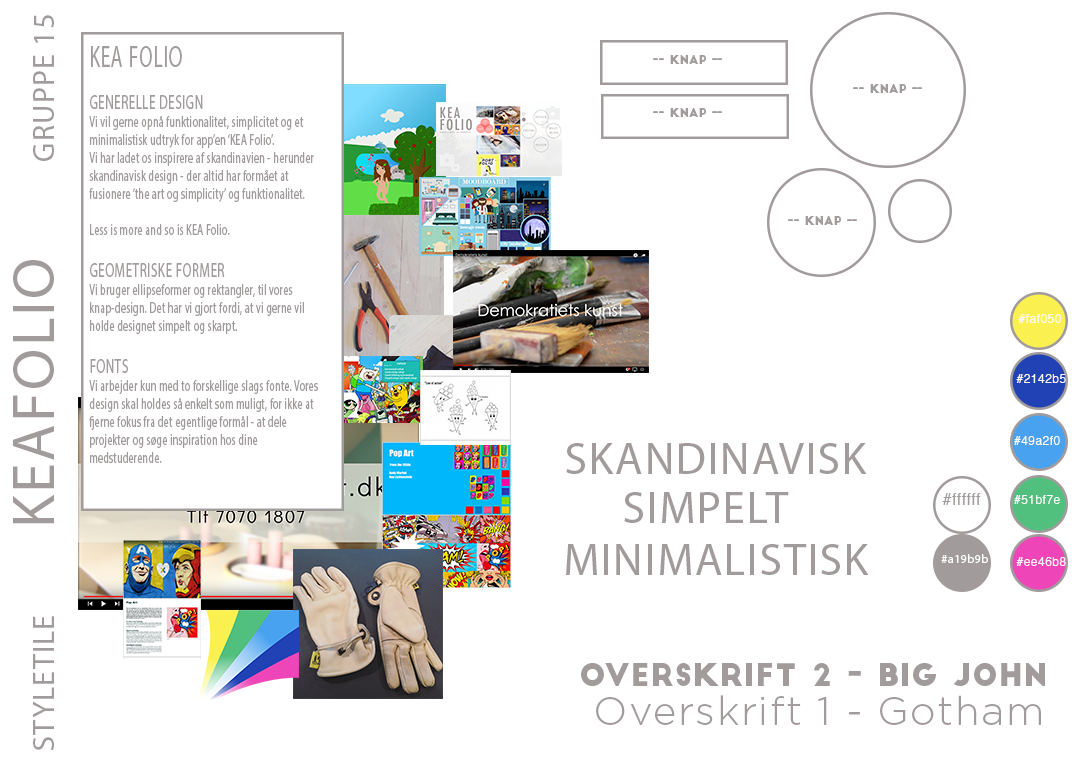 GRUPPE 15
KEAFOLIO
STYLETILE
KEA FOLIO
GENERELLE DESIGN
Vi vil gerne opnå funktionalitet, simplicitet og et
minimalistisk udtryk for app'en 'KEA Folio'.
Vi har ladet os inspirere af skandinavien - herunder
skandinavisk design - der altid har formået at
fusionere 'the art og simplicity' og funktionalitet.
Less is more and so is KEA Folio.
GEOMETRISKE FORMER
Vi bruger ellipseformer og rektangler, til vores
knap-design. Det har vi gjort fordi, at vi gerne vil
holde designet simpelt og skarpt.
FONTS
Vi arbejder kun med to forskellige slags fonte. Vores
design skal holdes så enkelt som muligt, for ikke at
fjerne fokus fra det egentlige formål - at dele
projekter og søge inspiration hos dine
medstuderende.
KEA
FOLIO
PORT
FOLIO
MOODBOARD
Demokratiets kunst
Demokratiets kunst
Pop Art
r.dk
Tlf 7070 1807
Pop Art
-- KNAP --
-- KNAP --
-- KNAP --
-- KNAP --
SKANDINAVISK
SIMPELT
MINIMALISTISK
#faf050
#2142b5
#49a2f0
#ffffff
#51bf7e
#a19b9b
#ee46b8
OVERSKRIFT 2 - BIG JOHN
Overskrift 1 - Gotham